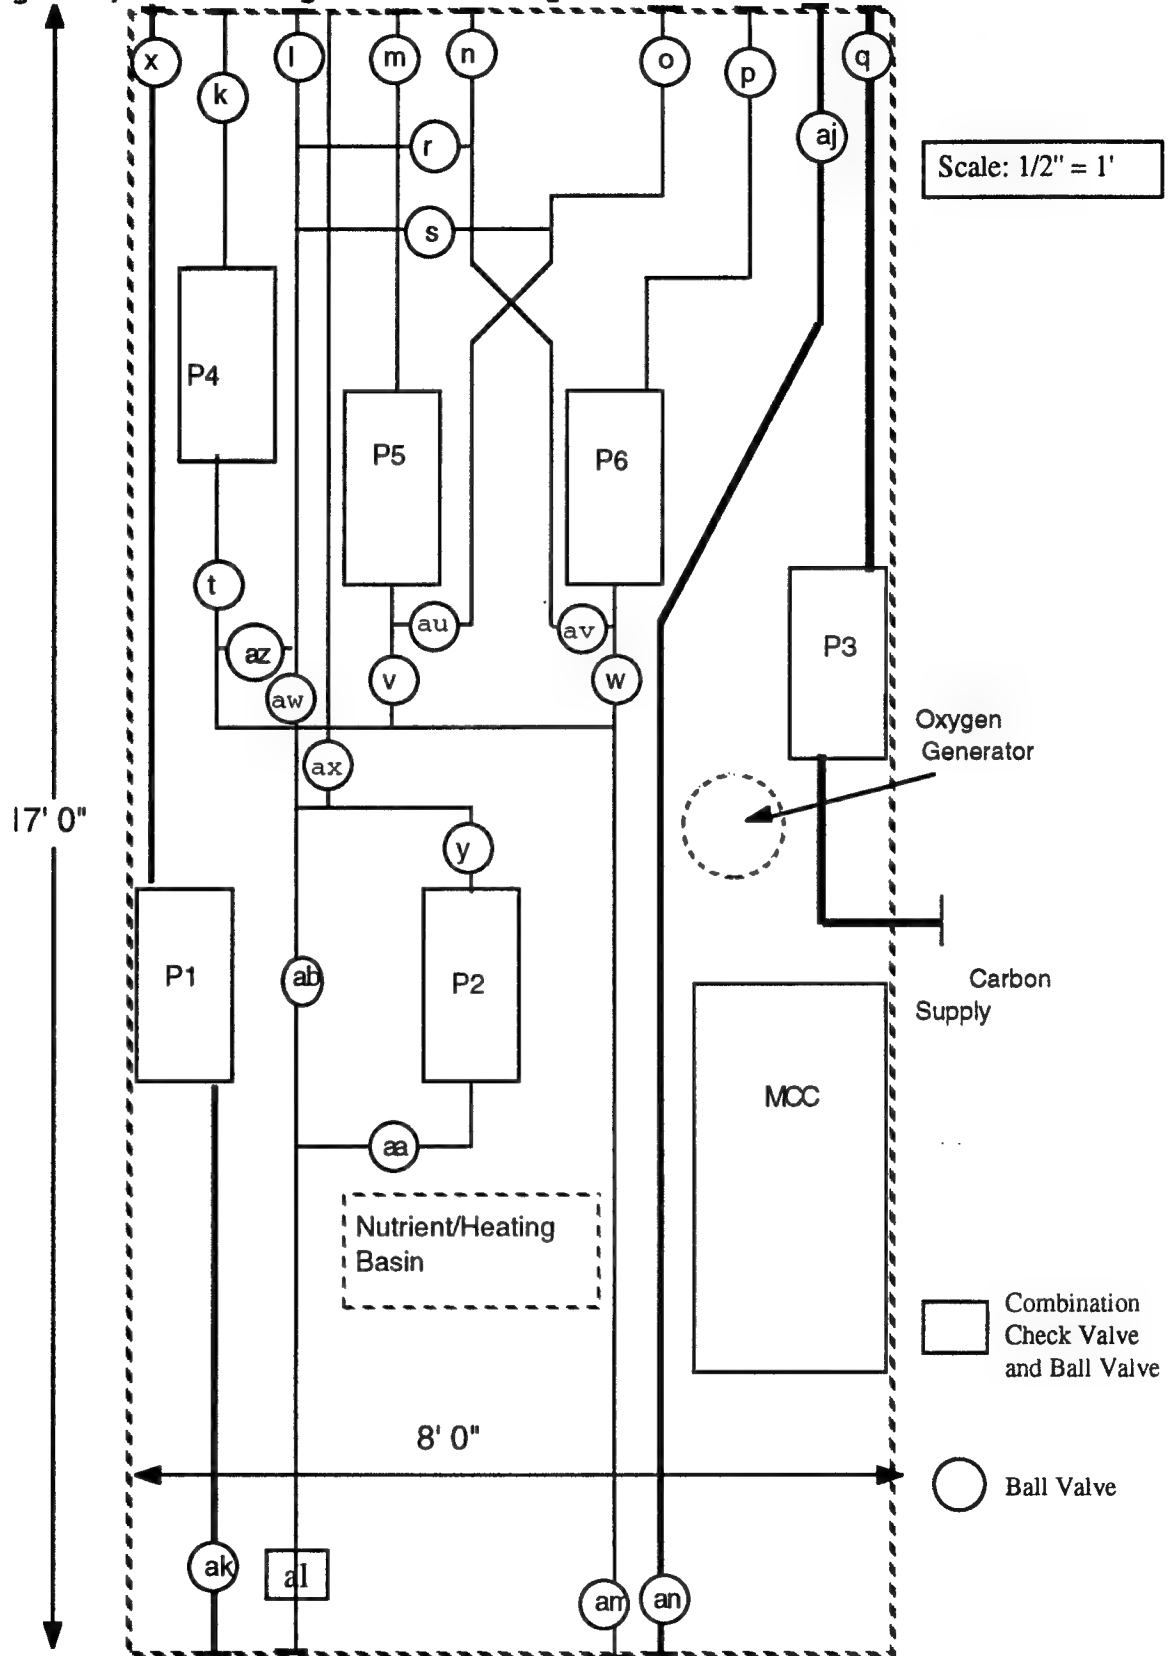 x
k
l
m
n
o
p
q
aj
r
s
Scale: 1/2" = 1'
P4
P5
P6
t
au
av
az
v
w
aw
P3
ax
Oxygen
Generator
17' 0"
y
P1
ab
P2
Carbon
Supply
MCC
aa
Nutrient/Heating
Basin
Combination
Check Valve
and Ball Valve
8' 0"
Ball Valve
ak
al
am
an